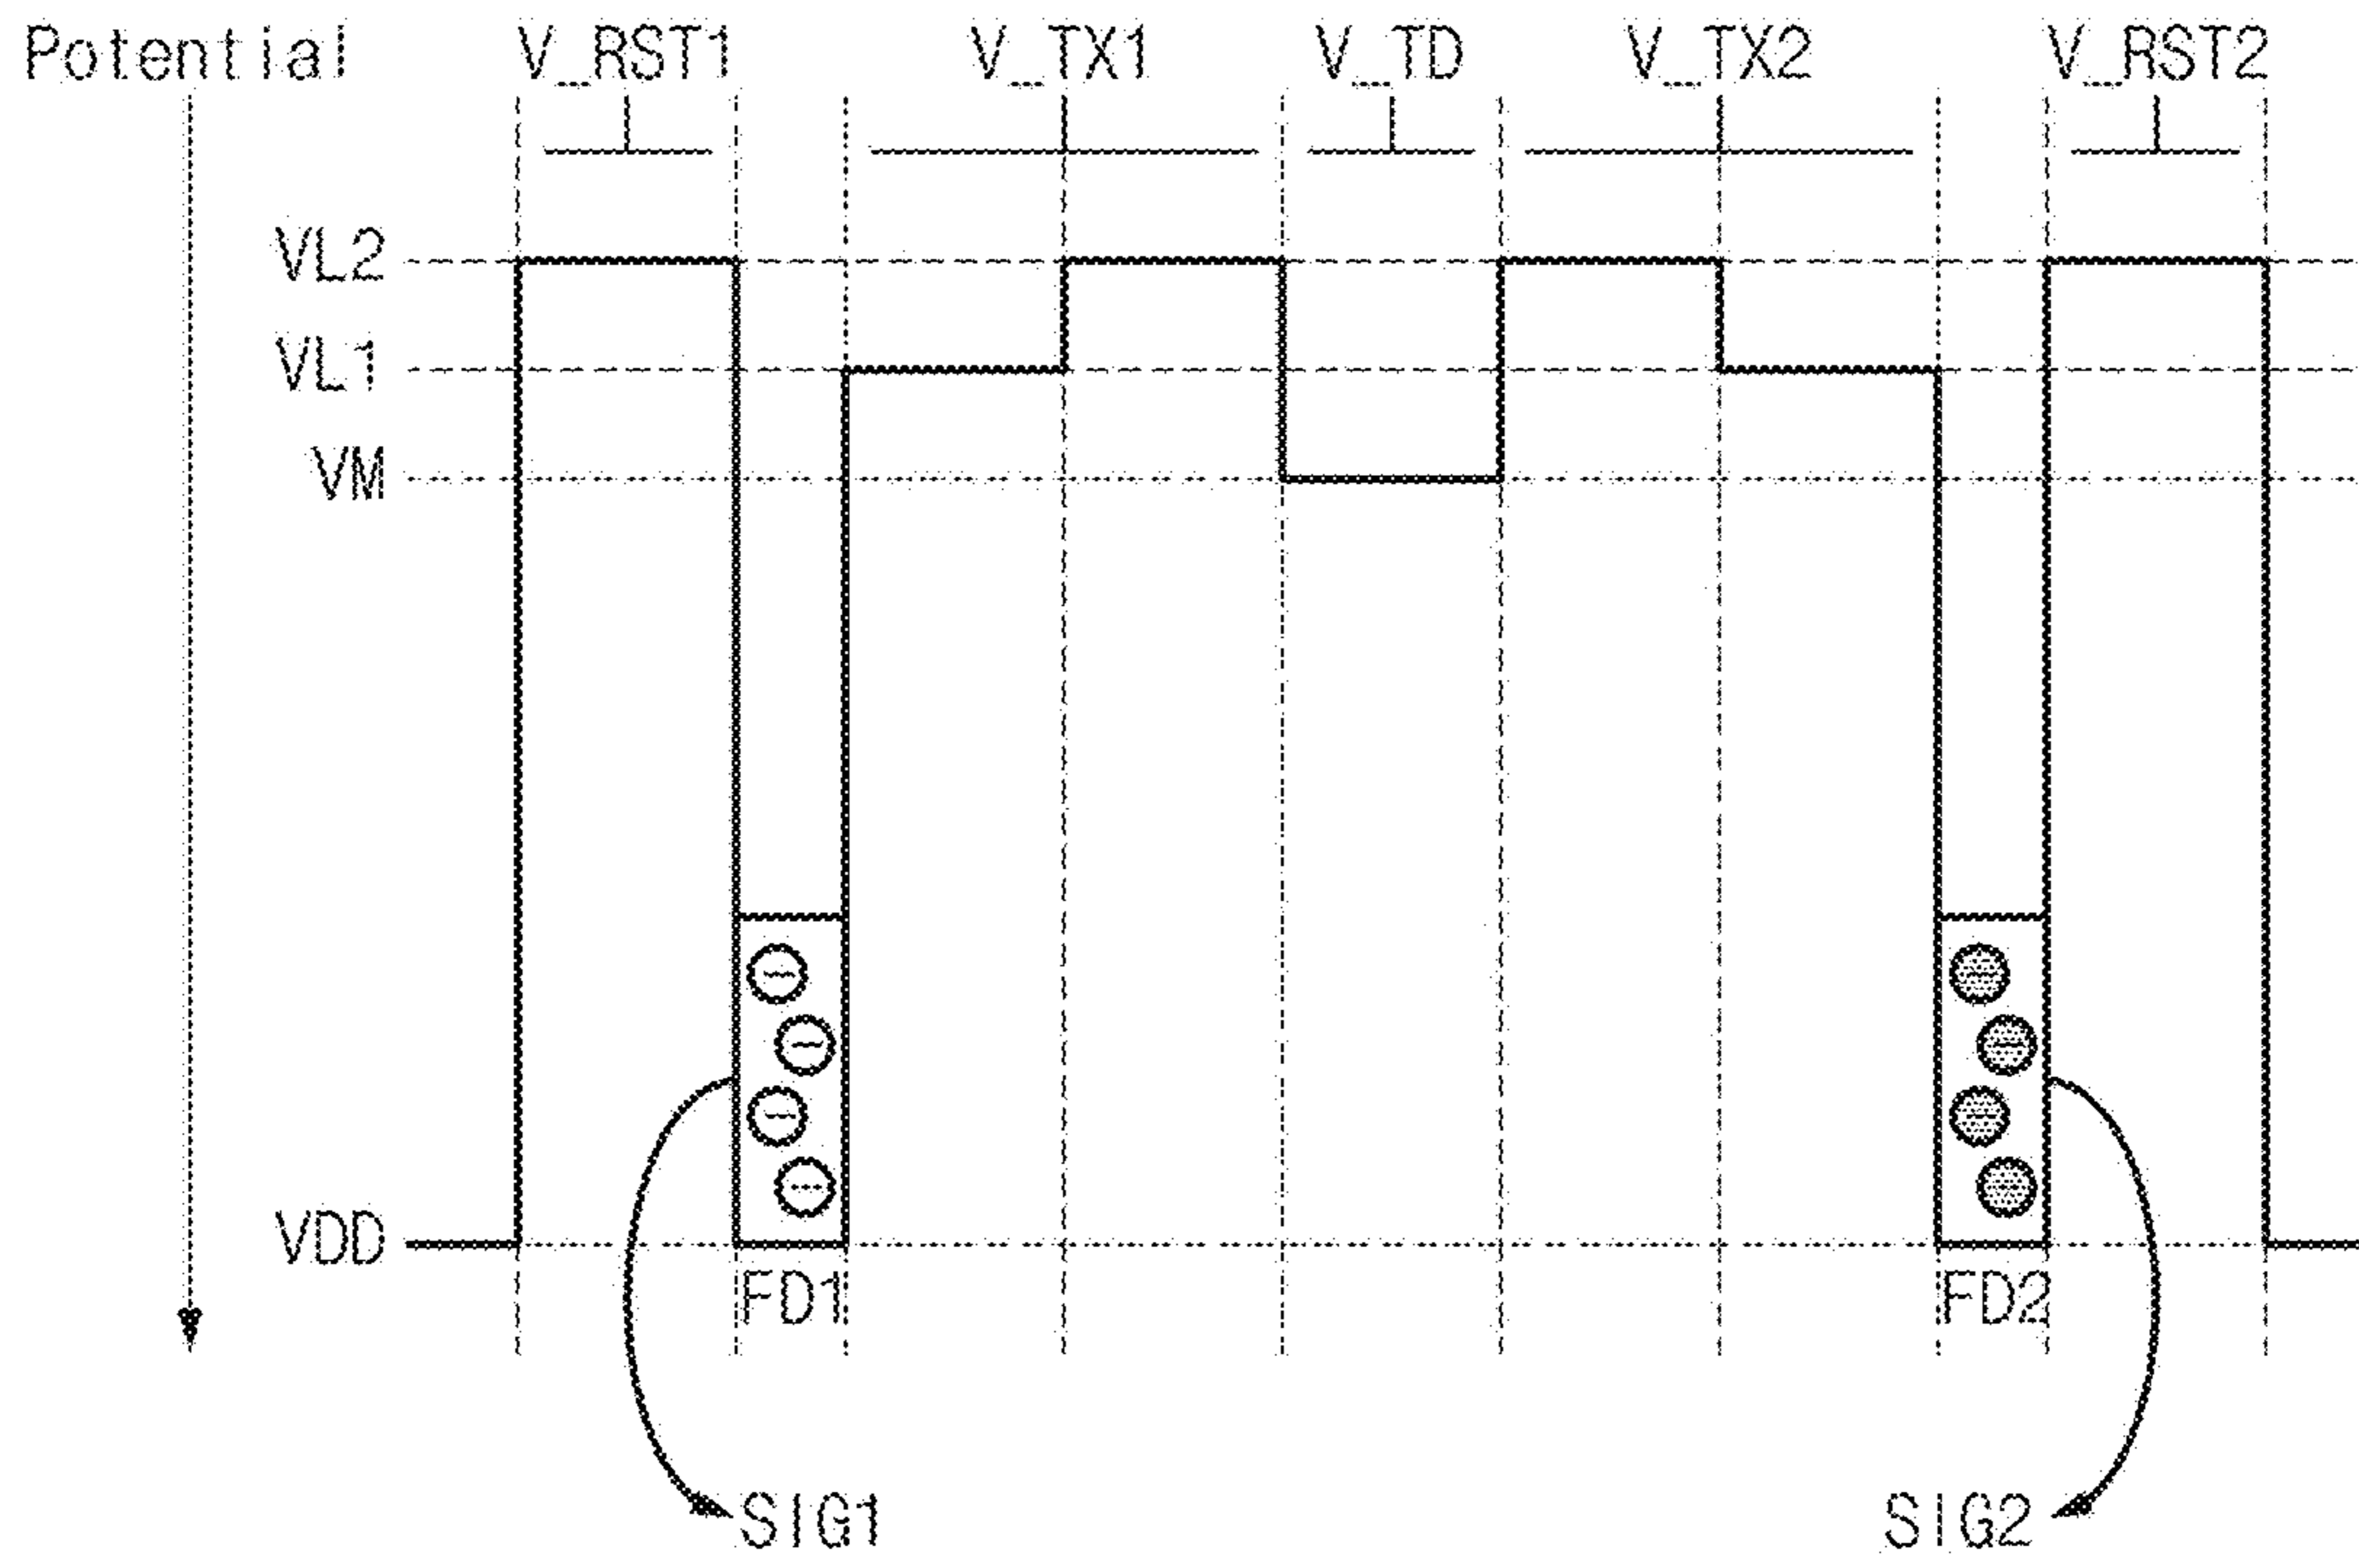 Potential V_RST1 V_TX1 V_TD V_TX2 V_RST2
VL2
VL1
VM
VDD
FD1 FD2
SIG1 SIG2